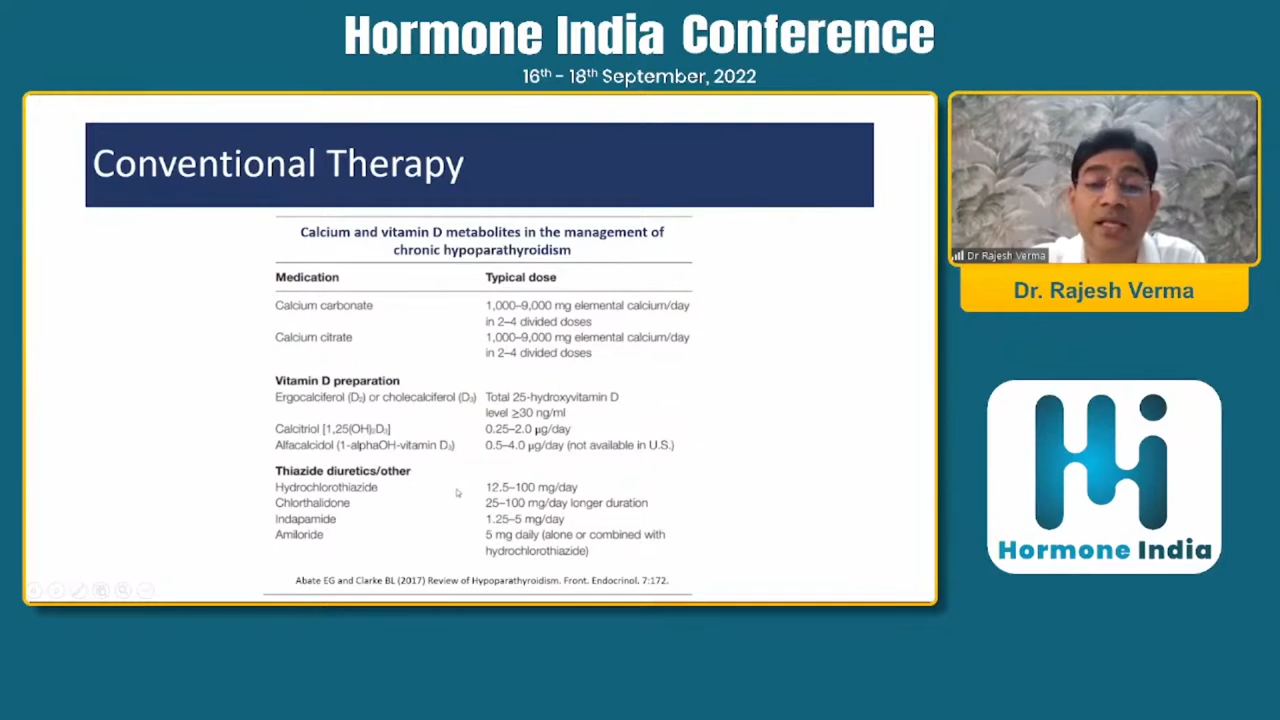 Hormone India Conference
16th - 18th September, 2022
Conventional Therapy
Calcium and vitamin D metabolites in the management of
chronic hypoparathyroidism
Medication Typical dose
Calcium carbonate 1,000–9,000 mg elemental calcium/day
in 2–4 divided doses
Calcium citrate 1,000–9,000 mg elemental calcium/day
in 2–4 divided doses
Vitamin D preparation
Ergocalciferol (D₂) or cholecalciferol (D₃) Total 25-hydroxyvitamin D
level ≥30 ng/ml
Calcitriol [1,25(OH)₂D₃] 0.25–2.0 μg/day
Alfacalcidol (1-alphaOH-vitamin D₃) 0.5–4.0 μg/day (not available in U.S.)
Thiazide diuretics/other
Hydrochlorothiazide 12.5–100 mg/day
Chlorthalidone 25–100 mg/day longer duration
Indapamide 1.25–5 mg/day
Amiloride 5 mg daily (alone or combined with
hydrochlorothiazide)
Abate EG and Clarke BL (2017) Review of Hypoparathyroidism. Front. Endocrinol. 7:172.
Dr Rajesh Verma
Dr. Rajesh Verma
Hormone India